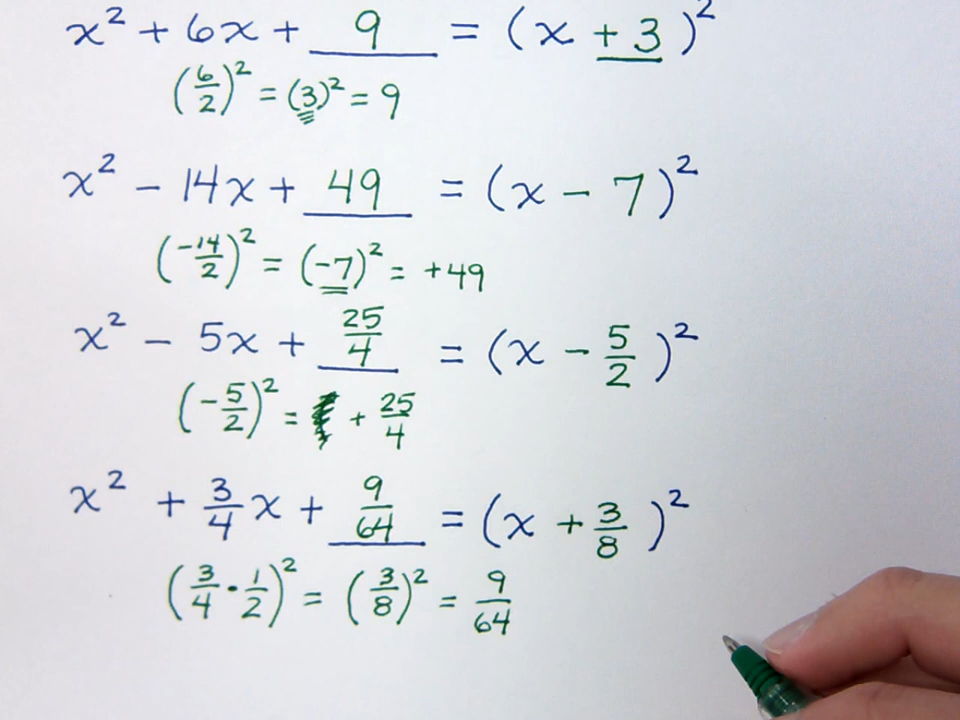 x² + 6x + 9 = (x + 3)²
(6/2)² = (3)² = 9
x² - 14x + 49 = (x - 7)²
(-14/2)² = (-7)² = +49
x² - 5x + 25/4 = (x - 5/2)²
(-5/2)² = + 25/4
x² + 3/4 x + 9/64 = (x + 3/8)²
(3/4 · 1/2)² = (3/8)² = 9/64